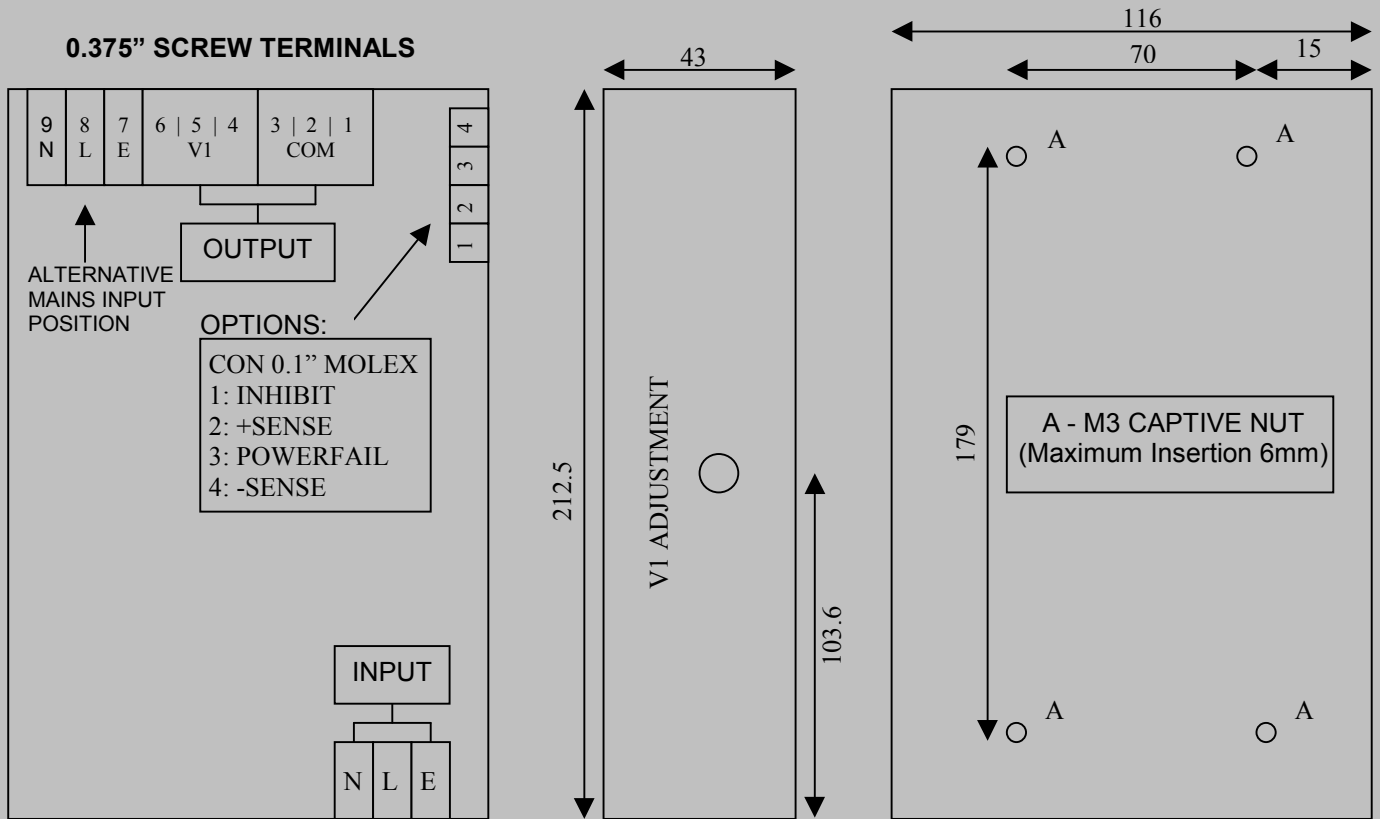 0.375” SCREW TERMINALS
9 8 7 6 | 5 | 4 3 | 2 | 1
N L E V1 COM
4
3
2
1
OUTPUT
ALTERNATIVE
MAINS INPUT
POSITION
OPTIONS:
CON 0.1” MOLEX
1: INHIBIT
2: +SENSE
3: POWERFAIL
4: -SENSE
INPUT
N L E
43
212.5
V1 ADJUSTMENT
103.6
116
70 15
A A
179
A - M3 CAPTIVE NUT
(Maximum Insertion 6mm)
A A